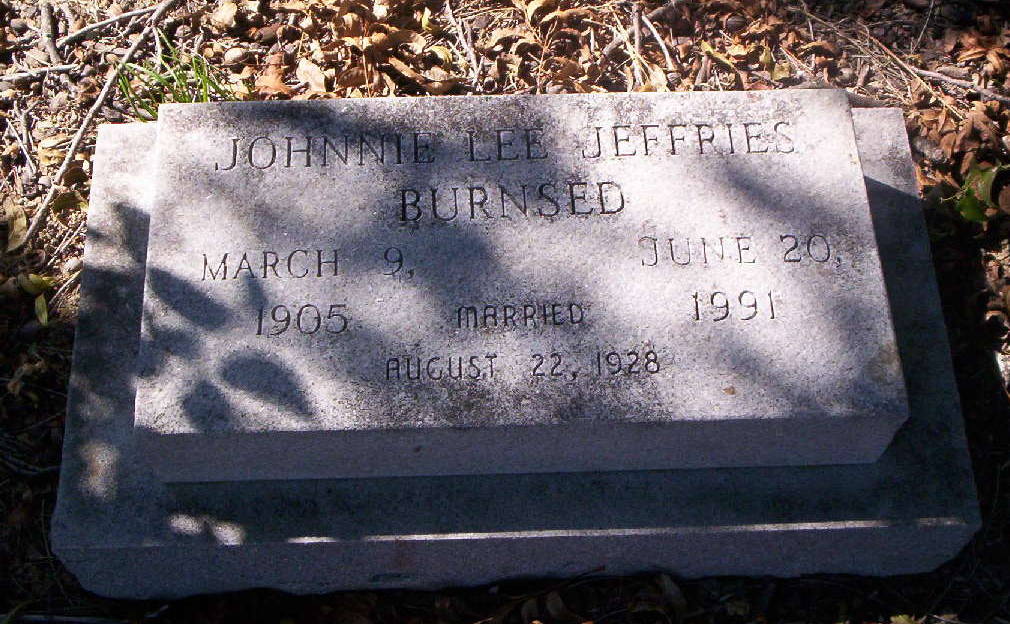 JOHNNIE LEE JEFFRIES
BURNSED
MARCH 9, JUNE 20,
1905 MARRIED 1991
AUGUST 22, 1928